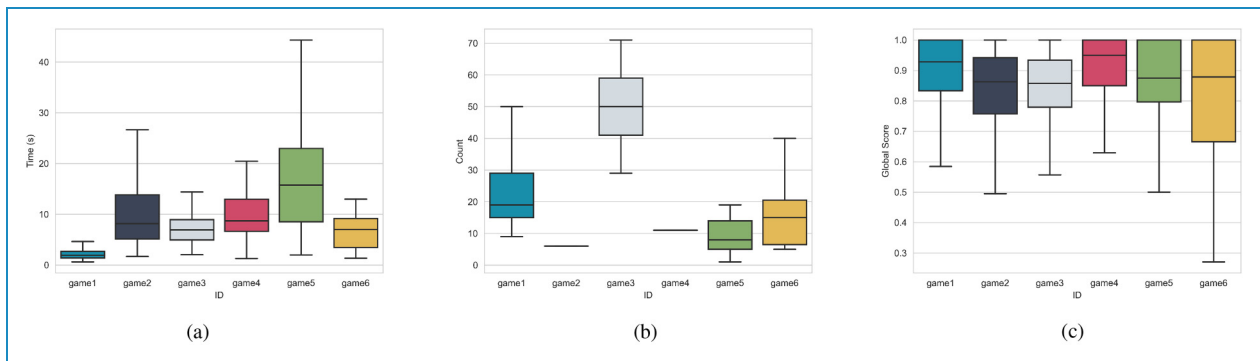 40
30
20
10
0
Time (s)
game1 game2 game3 game4 game5 game6
ID
(a)
70
60
50
40
30
20
10
0
Count
game1 game2 game3 game4 game5 game6
ID
(b)
1.0
0.9
0.8
0.7
0.6
0.5
0.4
0.3
Global Score
game1 game2 game3 game4 game5 game6
ID
(c)